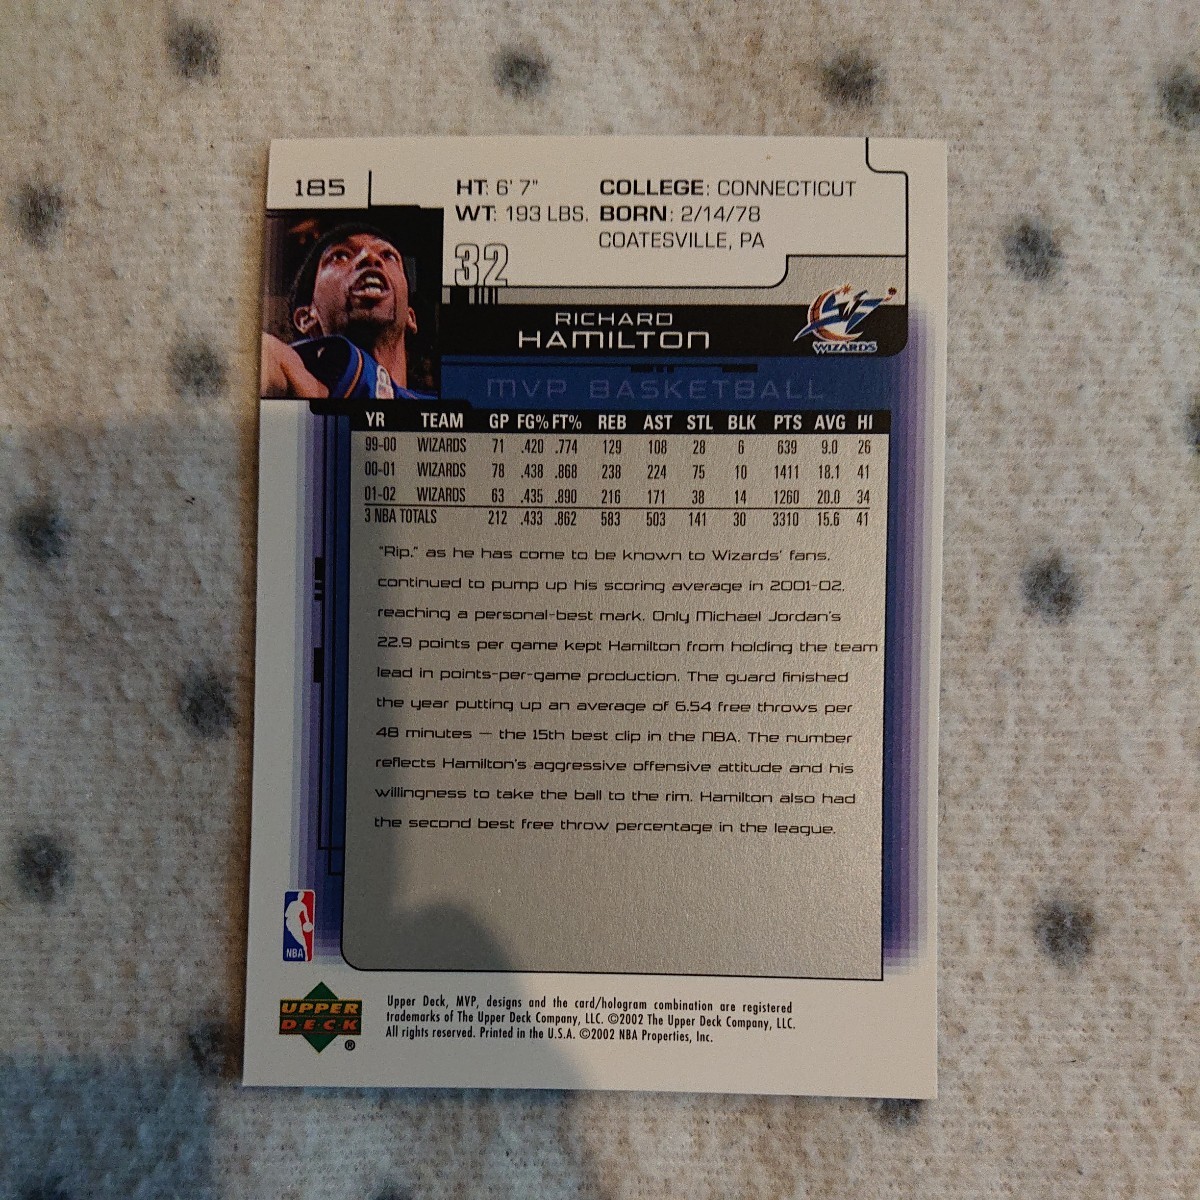 185
HT: 6' 7"
WT: 193 LBS.
COLLEGE: CONNECTICUT
BORN: 2/14/78
COATESVILLE, PA
32
RICHARD
HAMILTON
WIZARDS
MVP BASKETBALL
YR TEAM GP FG% FT% REB AST STL BLK PTS AVG HI
99-00 WIZARDS 71 .420 .774 129 108 28 6 639 9.0 26
00-01 WIZARDS 78 .438 .868 238 224 75 10 1411 18.1 41
01-02 WIZARDS 63 .435 .890 216 171 38 14 1260 20.0 34
3 NBA TOTALS 212 .433 .862 583 503 141 30 3310 15.6 41
"Rip," as he has come to be known to Wizards' fans,
continued to pump up his scoring average in 2001-02,
reaching a personal-best mark. Only Michael Jordan's
22.9 points per game kept Hamilton from holding the team
lead in points-per-game production. The guard finished
the year putting up an average of 6.54 free throws per
48 minutes — the 15th best clip in the NBA. The number
reflects Hamilton's aggressive offensive attitude and his
willingness to take the ball to the rim. Hamilton also had
the second best free throw percentage in the league.
NBA
UPPER
DECK
®
Upper Deck, MVP, designs and the card/hologram combination are registered
trademarks of The Upper Deck Company, LLC. ©2002 The Upper Deck Company, LLC.
All rights reserved. Printed in the U.S.A. ©2002 NBA Properties, Inc.